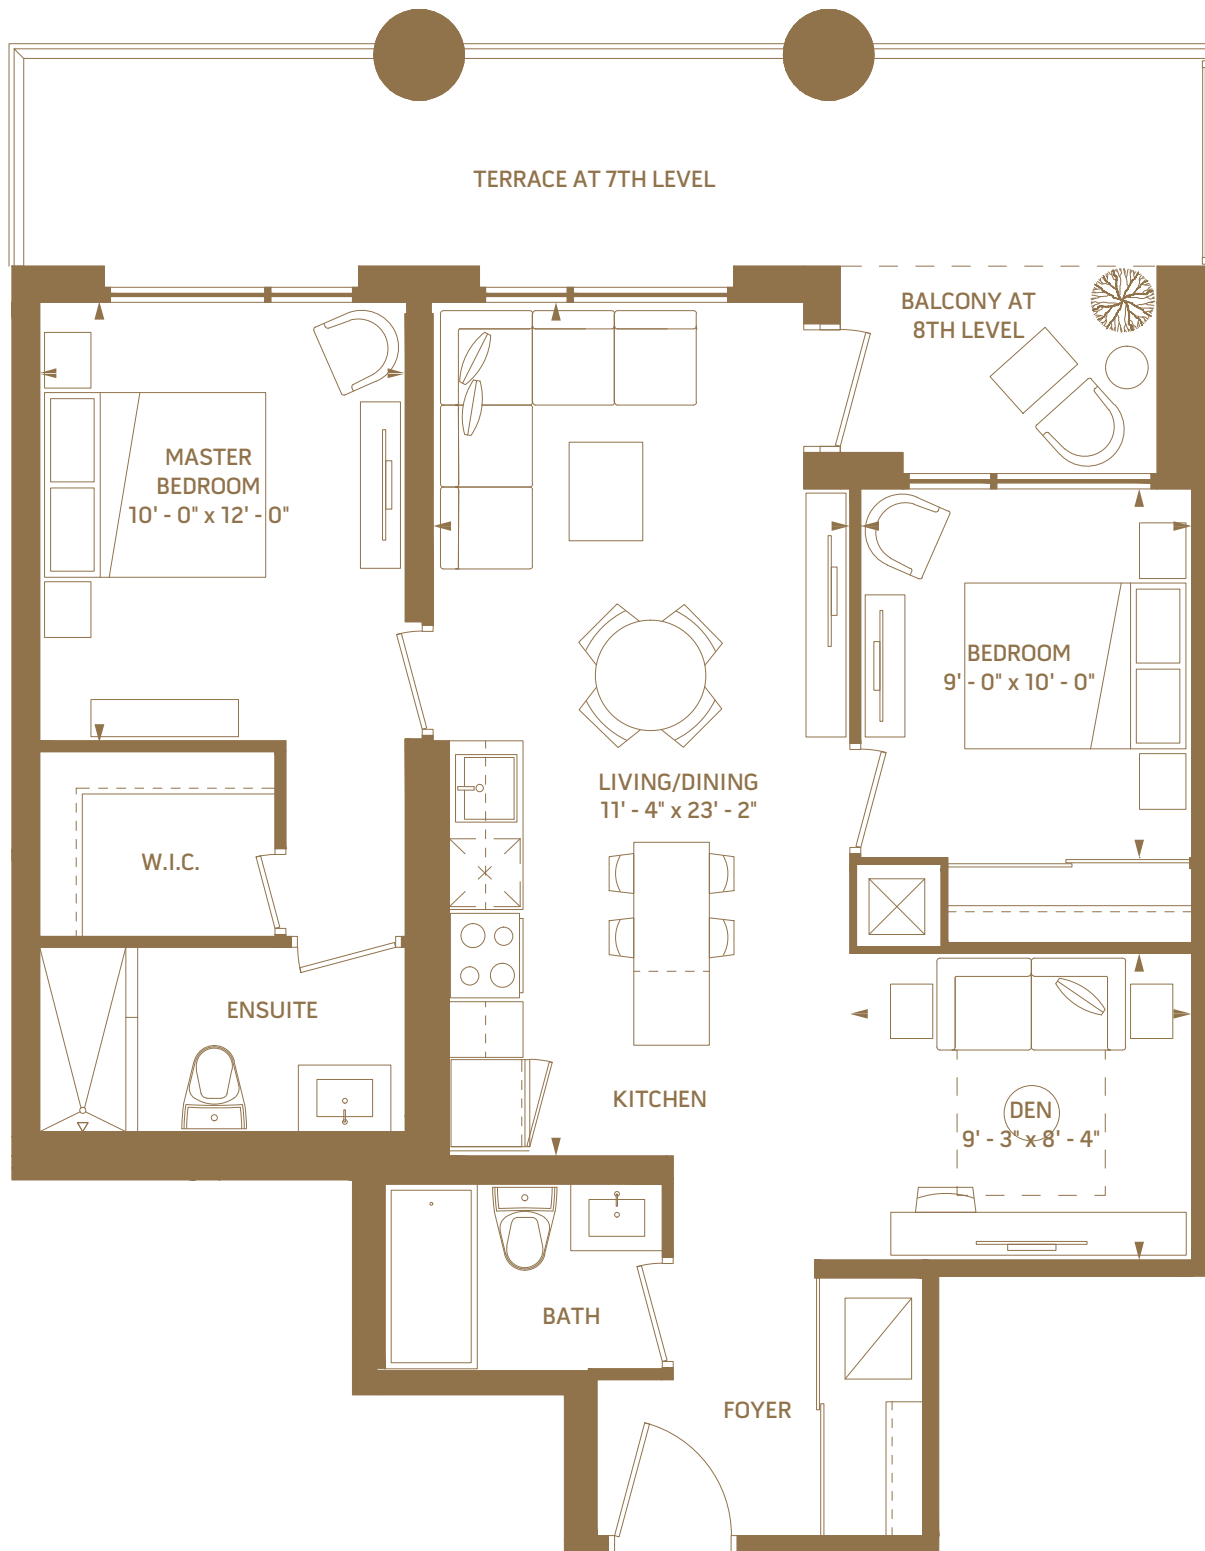 TERRACE AT 7TH LEVEL
BALCONY AT
8TH LEVEL
MASTER
BEDROOM
10' - 0" x 12' - 0"
BEDROOM
9' - 0" x 10' - 0"
LIVING/DINING
11' - 4" x 23' - 2"
W.I.C.
ENSUITE
KITCHEN
DEN
9' - 3" x 8' - 4"
BATH
FOYER